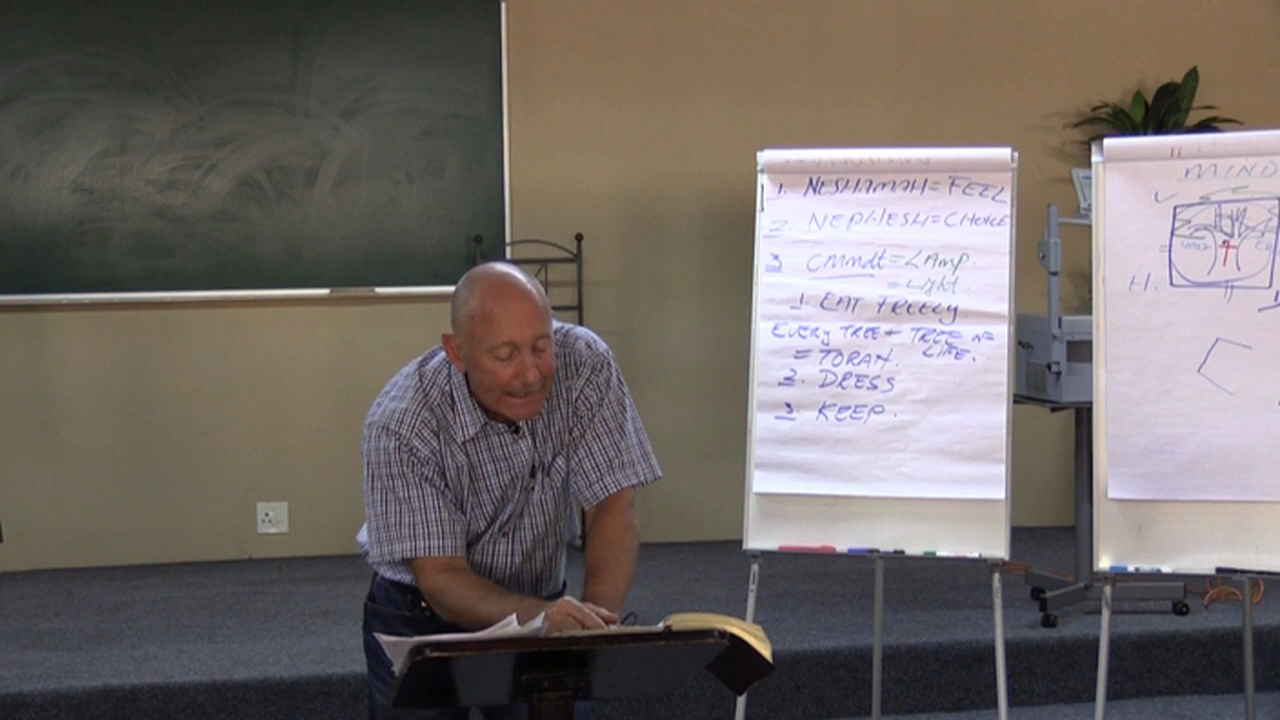 1. NESHAMAH = FEEL
2. NEPHESH = CHOICE
3 CMMDT = LAMP
= LIGHT
1. EAT FREELY.
EVERY TREE + TREE OF
= TORAH. LIFE.
2. DRESS
3. KEEP.
MIND
H.